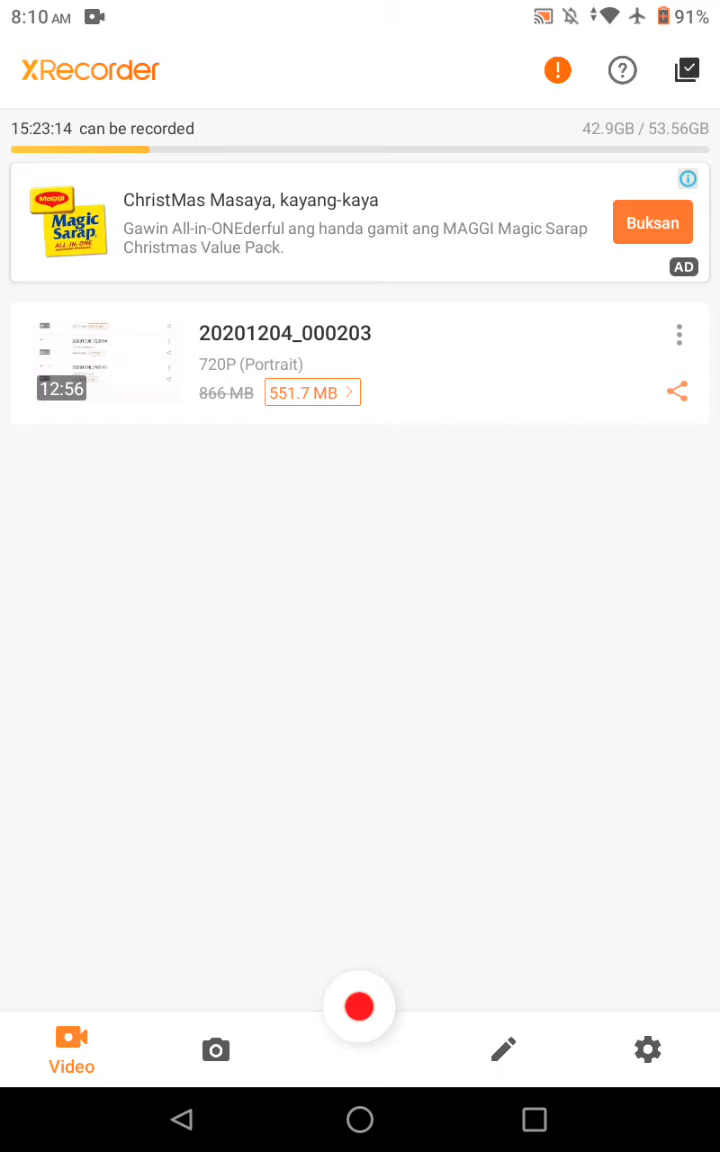 8:10 AM
91%
XRecorder
15:23:14 can be recorded
42.9GB / 53.56GB
Maggi
Magic
Sarap
ALL-IN-ONE
ChristMas Masaya, kayang-kaya
Gawin All-in-ONEderful ang handa gamit ang MAGGI Magic Sarap
Christmas Value Pack.
Buksan
AD
20201204_000203
720P (Portrait)
866 MB
551.7 MB >
12:56
Video